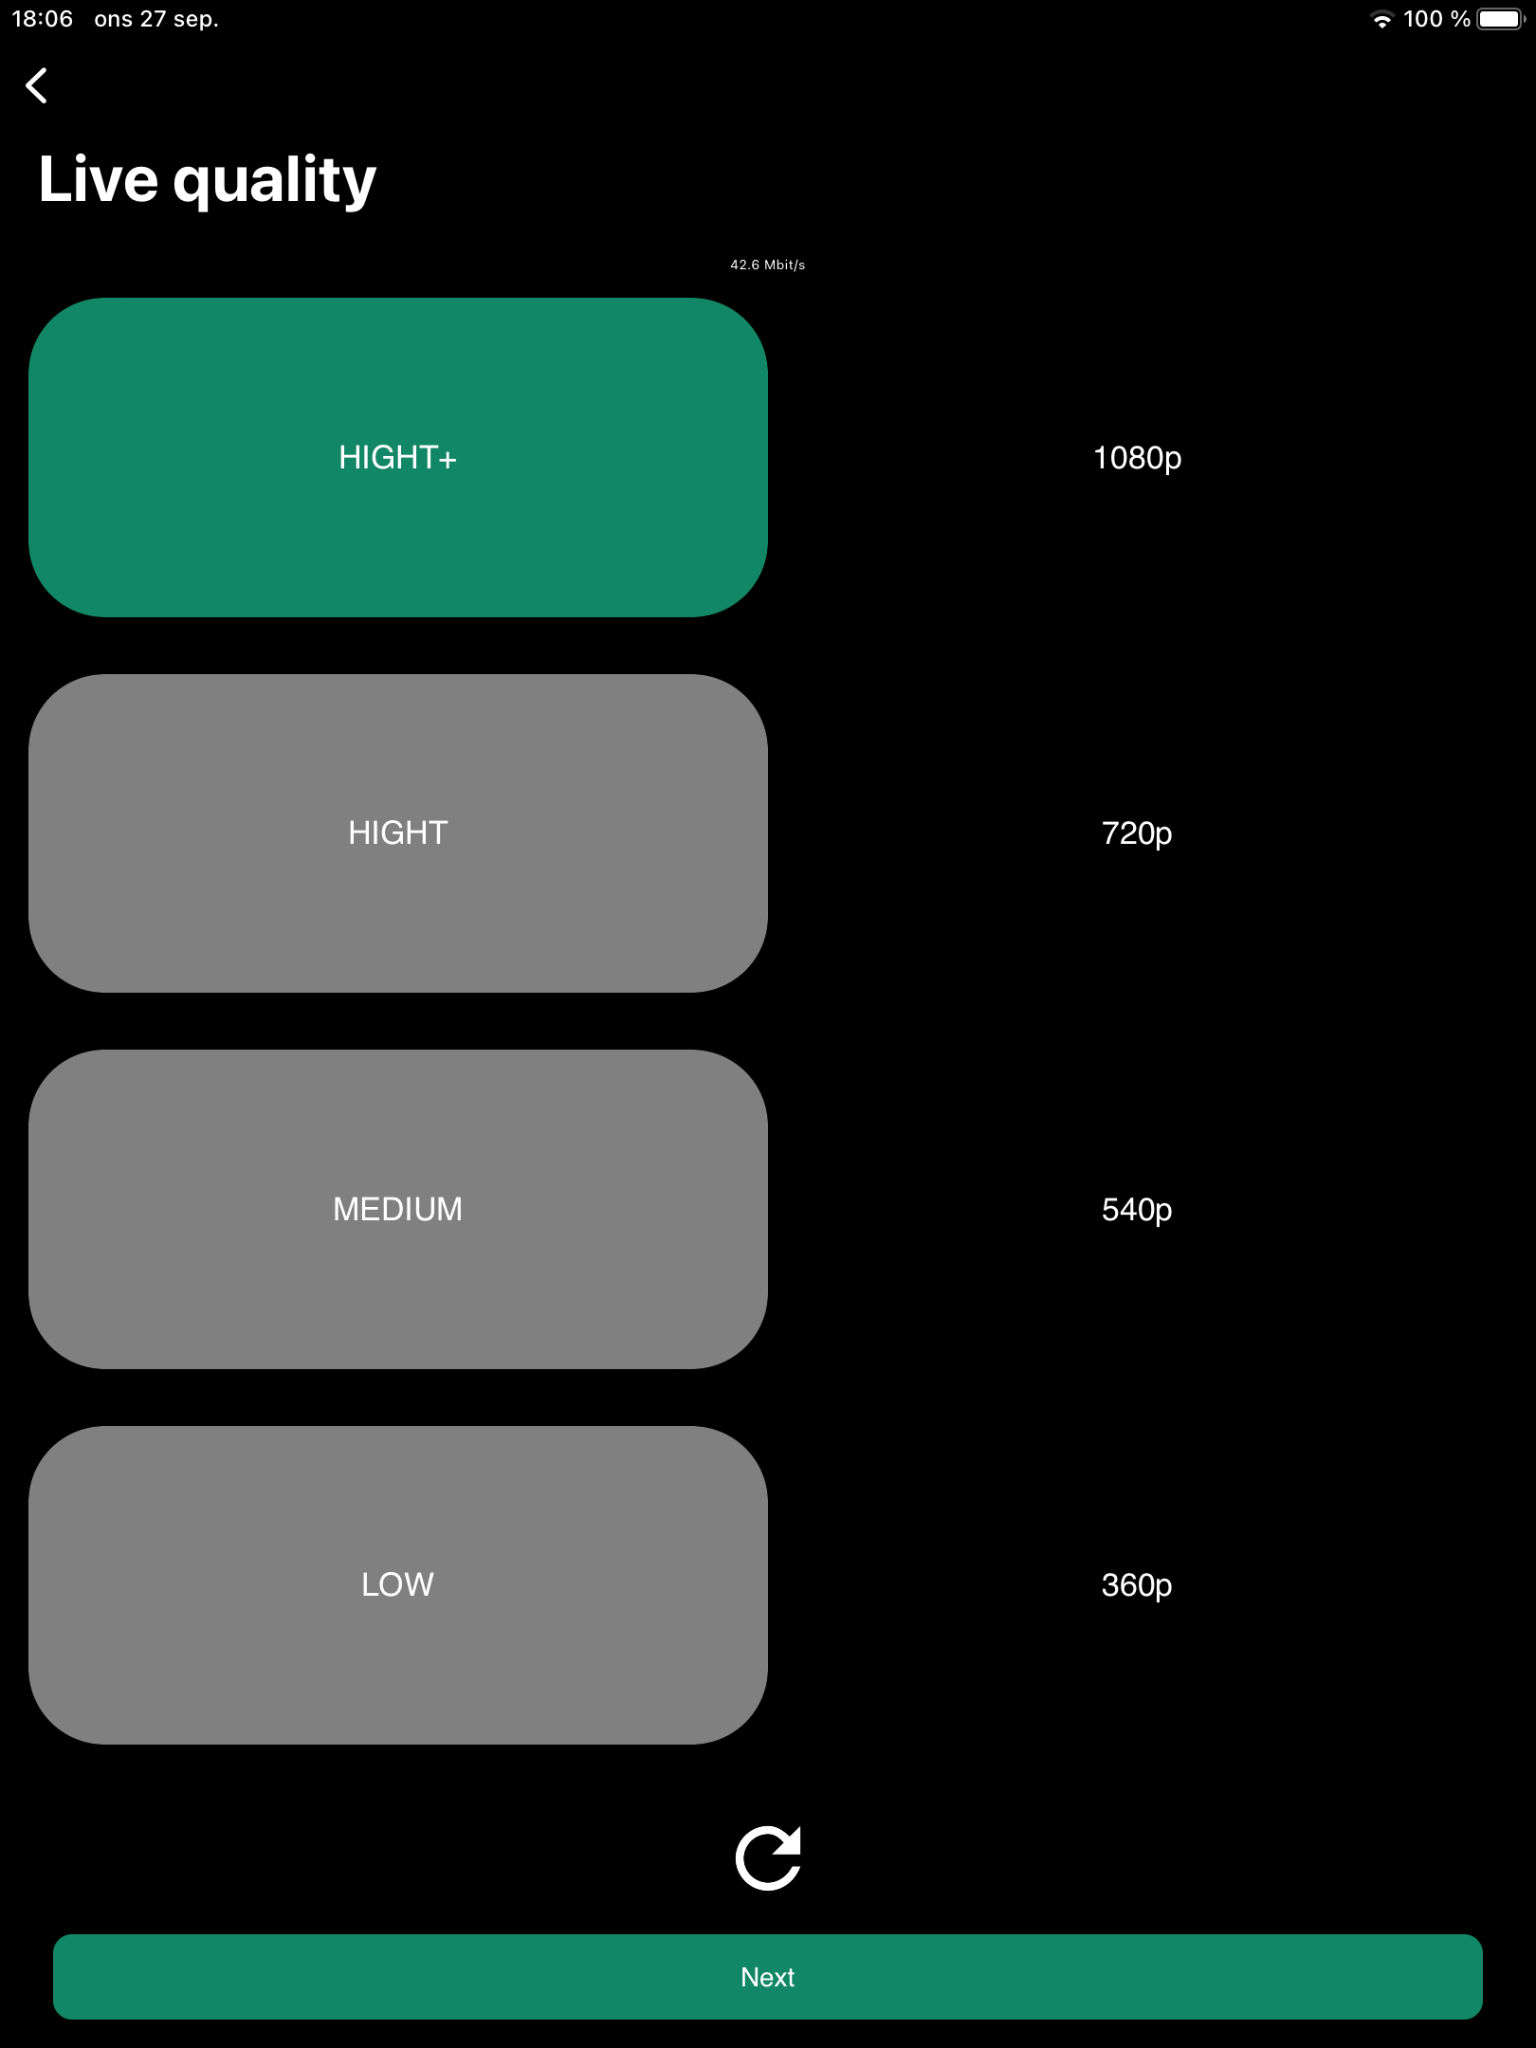 18:06 ons 27 sep. 100 %
Live quality
42.6 Mbit/s
HIGHT+ 1080p
HIGHT 720p
MEDIUM 540p
LOW 360p
Next